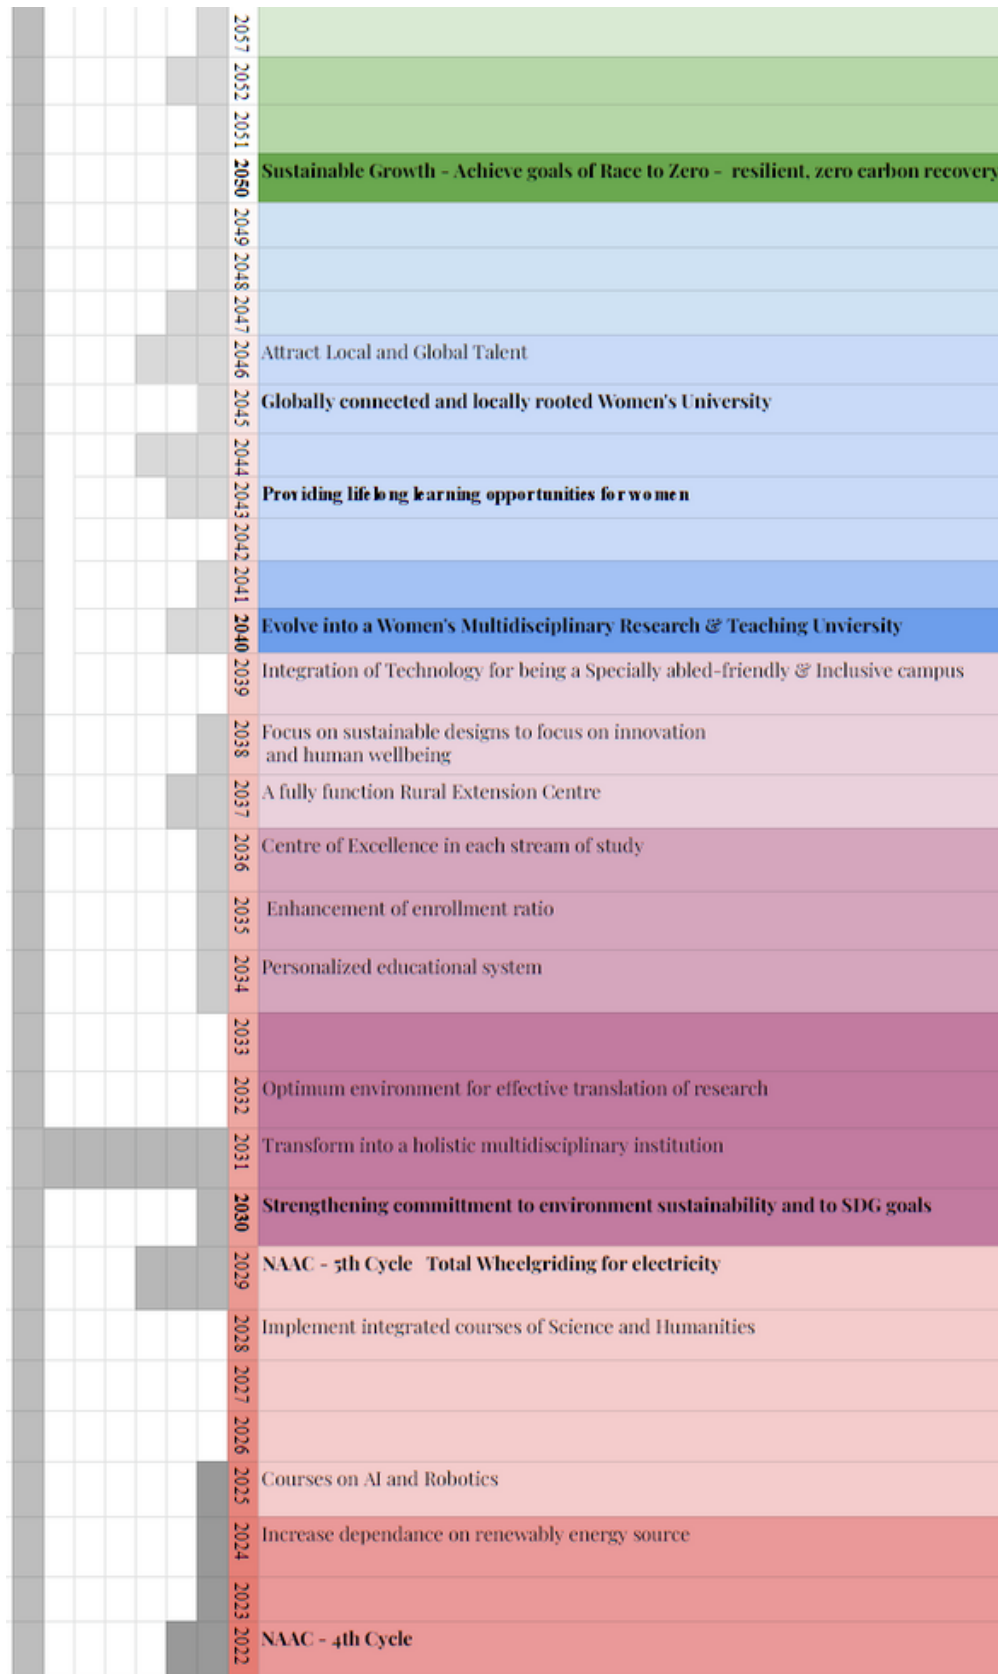 2057
2052
2051
2050 Sustainable Growth - Achieve goals of Race to Zero - resilient, zero carbon recovery
2049
2048
2047
2046 Attract Local and Global Talent
2045 Globally connected and locally rooted Women's University
2044
2043 Providing lifelong learning opportunities for women
2042
2041
2040 Evolve into a Women's Multidisciplinary Research & Teaching Unviersity
2039 Integration of Technology for being a Specially abled-friendly & Inclusive campus
2038 Focus on sustainable designs to focus on innovation
and human wellbeing
2037 A fully function Rural Extension Centre
2036 Centre of Excellence in each stream of study
2035 Enhancement of enrollment ratio
2034 Personalized educational system
2033
2032 Optimum environment for effective translation of research
2031 Transform into a holistic multidisciplinary institution
2030 Strengthening committment to environment sustainability and to SDG goals
2029 NAAC - 5th Cycle Total Wheelgriding for electricity
2028 Implement integrated courses of Science and Humanities
2027
2026
2025 Courses on AI and Robotics
2024 Increase dependance on renewably energy source
2023
2022 NAAC - 4th Cycle